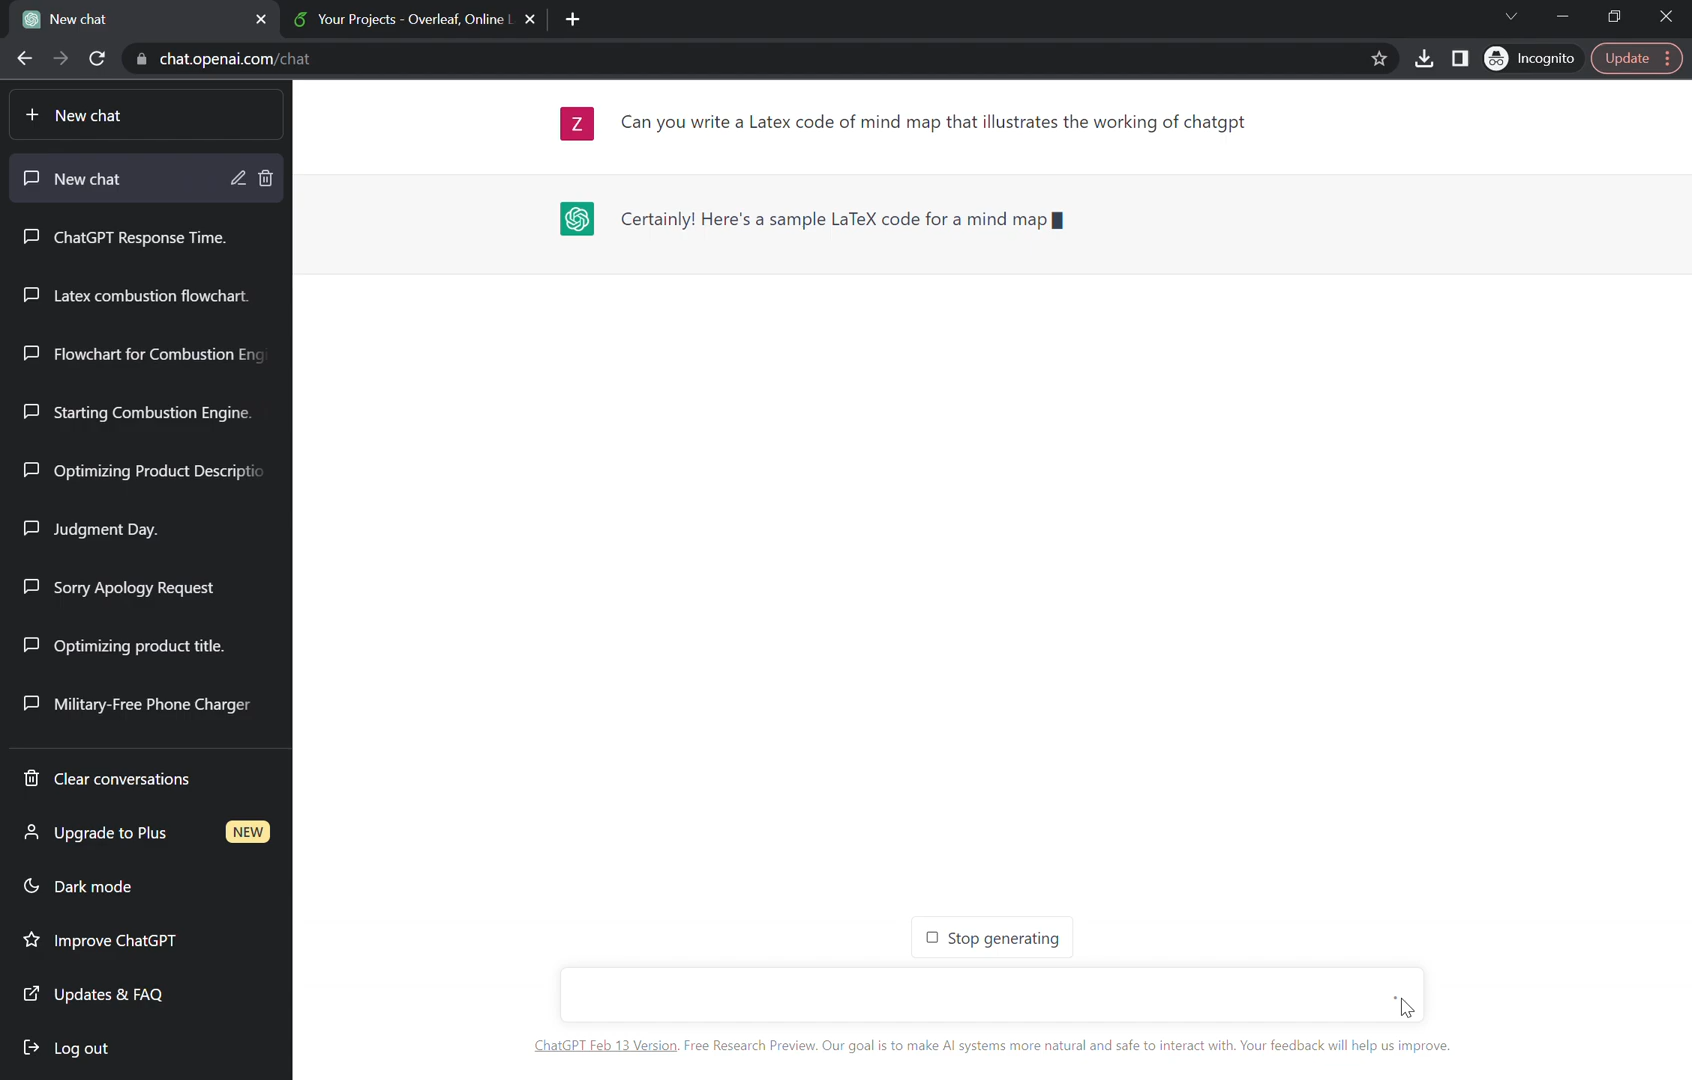 New chat
Your Projects - Overleaf, Online L
chat.openai.com/chat
Incognito
Update
New chat
New chat
ChatGPT Response Time.
Latex combustion flowchart.
Flowchart for Combustion Engi
Starting Combustion Engine.
Optimizing Product Descriptio
Judgment Day.
Sorry Apology Request
Optimizing product title.
Military-Free Phone Charger
Clear conversations
Upgrade to Plus NEW
Dark mode
Improve ChatGPT
Updates & FAQ
Log out
Z
Can you write a Latex code of mind map that illustrates the working of chatgpt
Certainly! Here's a sample LaTeX code for a mind map
Stop generating
ChatGPT Feb 13 Version. Free Research Preview. Our goal is to make AI systems more natural and safe to interact with. Your feedback will help us improve.